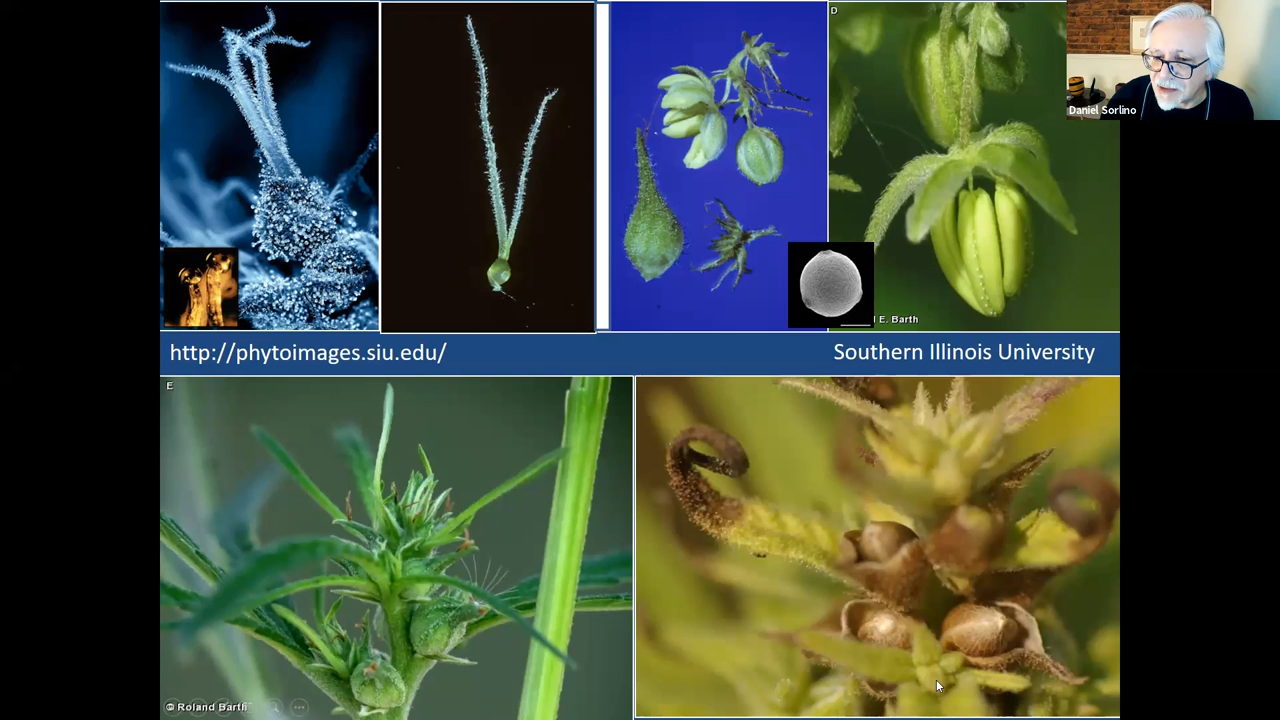 D
Daniel Sorlino
E. Barth
http://phytoimages.siu.edu/
Southern Illinois University
E
© Roland Barth